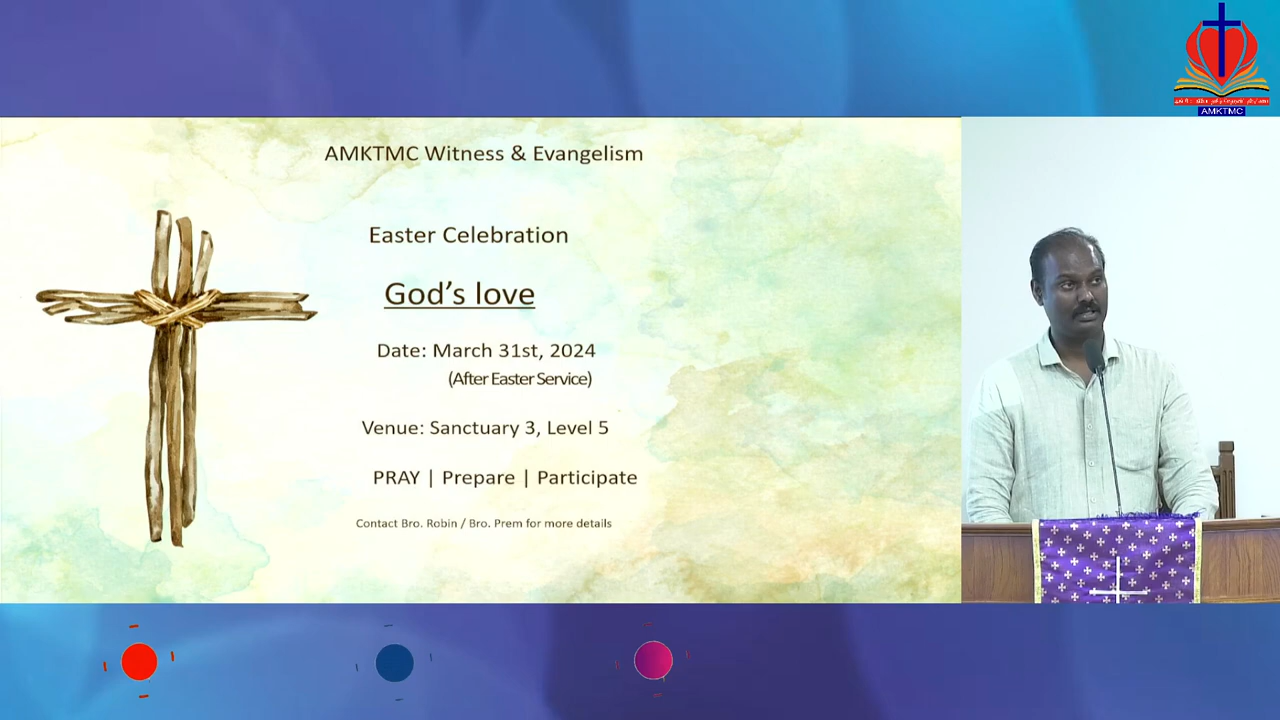 AMKTMC
AMKTMC Witness & Evangelism
Easter Celebration
God's love
Date: March 31st, 2024
(After Easter Service)
Venue: Sanctuary 3, Level 5
PRAY | Prepare | Participate
Contact Bro. Robin / Bro. Prem for more details